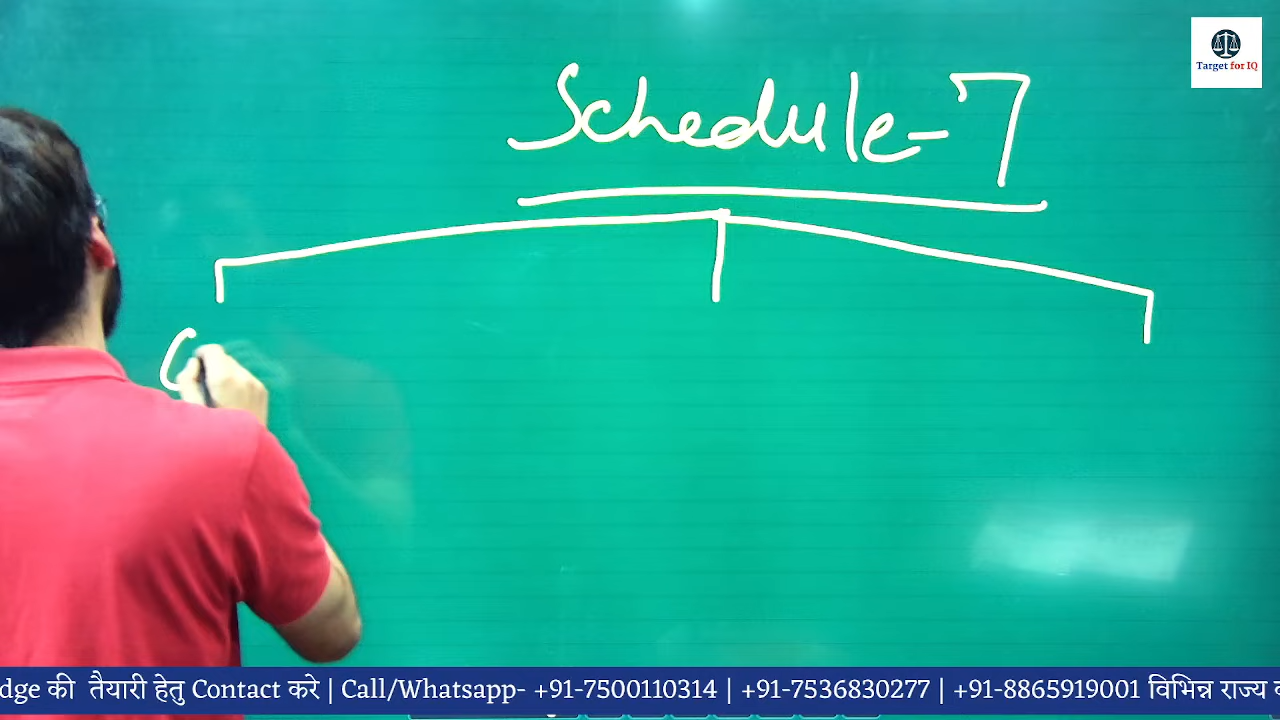 Schedule-7
Target for IQ
dge की तैयारी हेतु Contact करे | Call/Whatsapp- +91-7500110314 | +91-7536830277 | +91-8865919001 विभिन्न राज्य